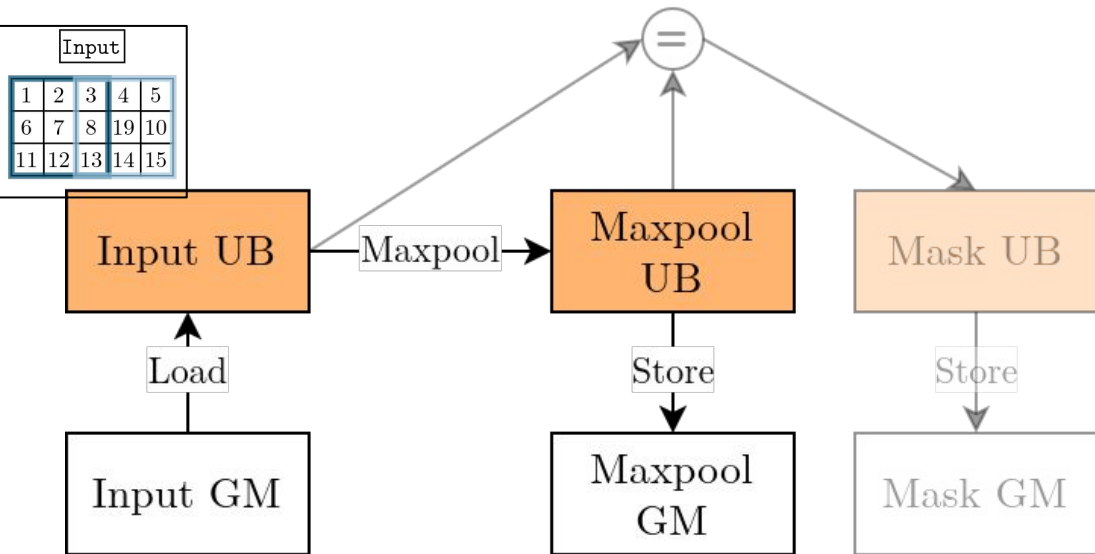 Input
1 2 3 4 5
6 7 8 19 10
11 12 13 14 15
=
Input UB
Maxpool
Maxpool
UB
Mask UB
Load
Store
Store
Input GM
Maxpool
GM
Mask GM